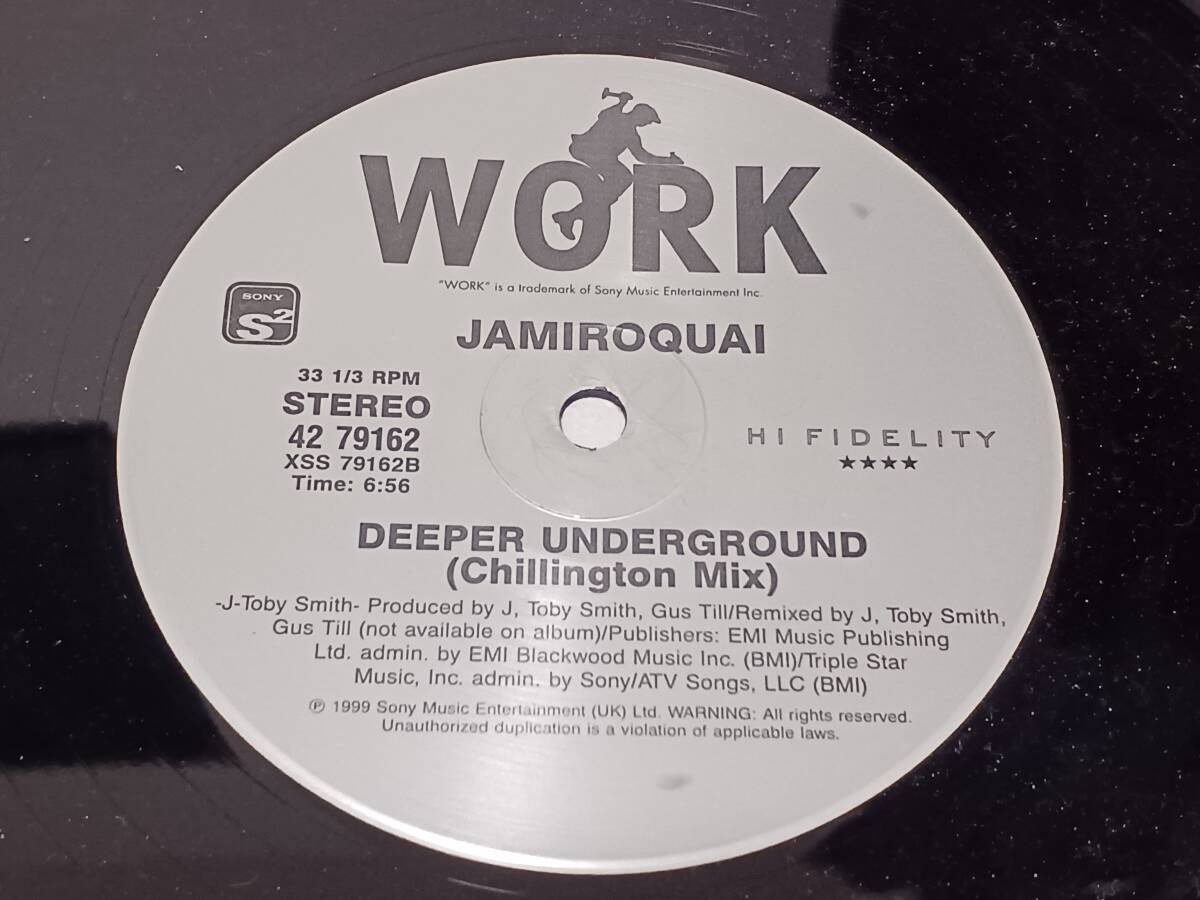 WORK
"WORK" is a trademark of Sony Music Entertainment Inc.
SONY
S2
JAMIROQUAI
33 1/3 RPM
STEREO
42 79162
XSS 79162B
Time: 6:56
HI FIDELITY
★★★★
DEEPER UNDERGROUND
(Chillington Mix)
-J-Toby Smith- Produced by J, Toby Smith, Gus Till/Remixed by J, Toby Smith,
Gus Till (not available on album)/Publishers: EMI Music Publishing
Ltd. admin. by EMI Blackwood Music Inc. (BMI)/Triple Star
Music, Inc. admin. by Sony/ATV Songs, LLC (BMI)
℗ 1999 Sony Music Entertainment (UK) Ltd. WARNING: All rights reserved.
Unauthorized duplication is a violation of applicable laws.